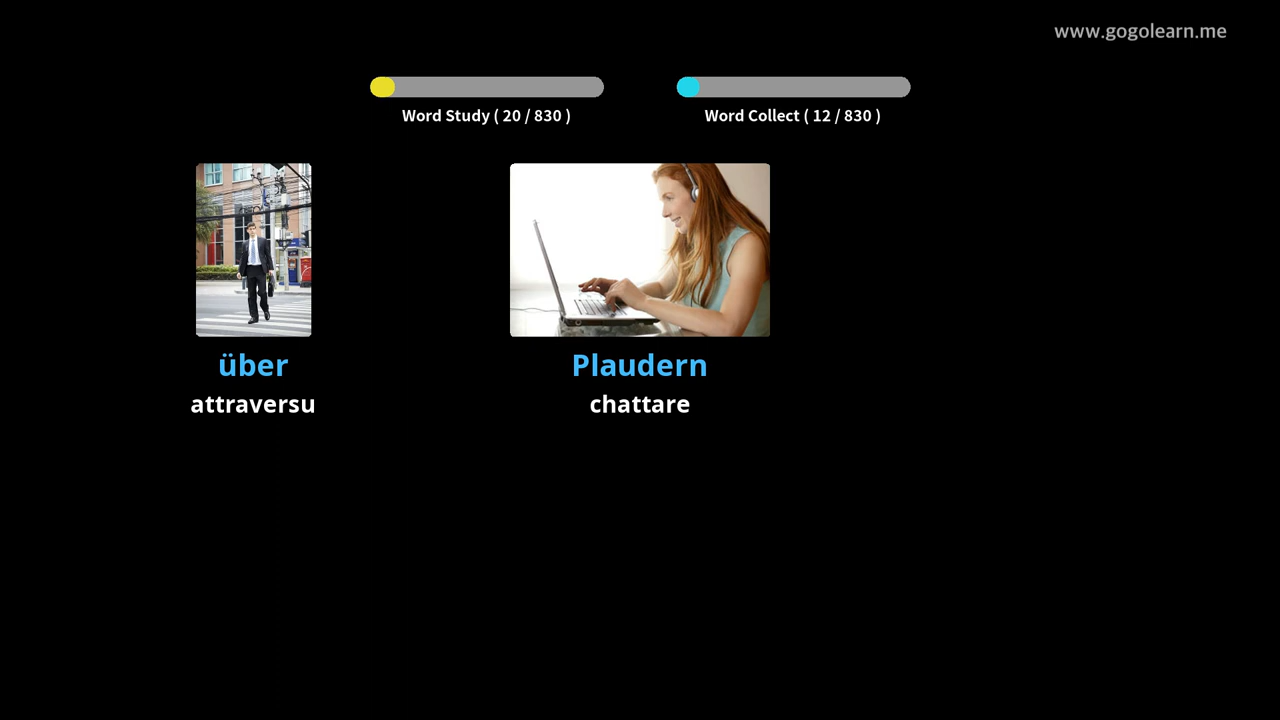 www.gogolearn.me
Word Study ( 20 / 830 )
Word Collect ( 12 / 830 )
über
attraversu
Plaudern
chattare